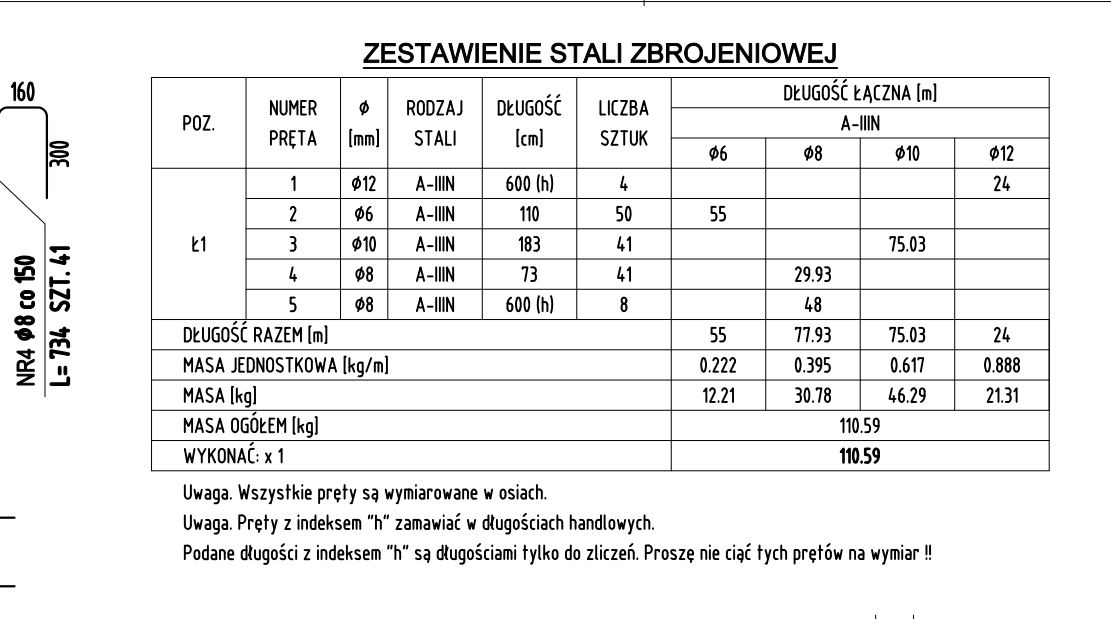 ZESTAWIENIE STALI ZBROJENIOWEJ
160
300
NR4 ϕ8 co 150
L= 734 SZT. 41
POZ. NUMER PRĘTA ϕ [mm] RODZAJ STALI DŁUGOŚĆ [cm] LICZBA SZTUK DŁUGOŚĆ ŁĄCZNA [m]
A-IIIN
ϕ6 ϕ8 ϕ10 ϕ12
Ł1
1 ϕ12 A-IIIN 600 (h) 4 24
2 ϕ6 A-IIIN 110 50 55
3 ϕ10 A-IIIN 183 41 75.03
4 ϕ8 A-IIIN 73 41 29.93
5 ϕ8 A-IIIN 600 (h) 8 48
DŁUGOŚĆ RAZEM [m] 55 77.93 75.03 24
MASA JEDNOSTKOWA [kg/m] 0.222 0.395 0.617 0.888
MASA [kg] 12.21 30.78 46.29 21.31
MASA OGÓŁEM [kg] 110.59
WYKONAĆ: x 1 110.59
Uwaga. Wszystkie pręty są wymiarowane w osiach.
Uwaga. Pręty z indeksem "h" zamawiać w długościach handlowych.
Podane długości z indeksem "h" są długościami tylko do zliczeń. Proszę nie ciąć tych prętów na wymiar !!